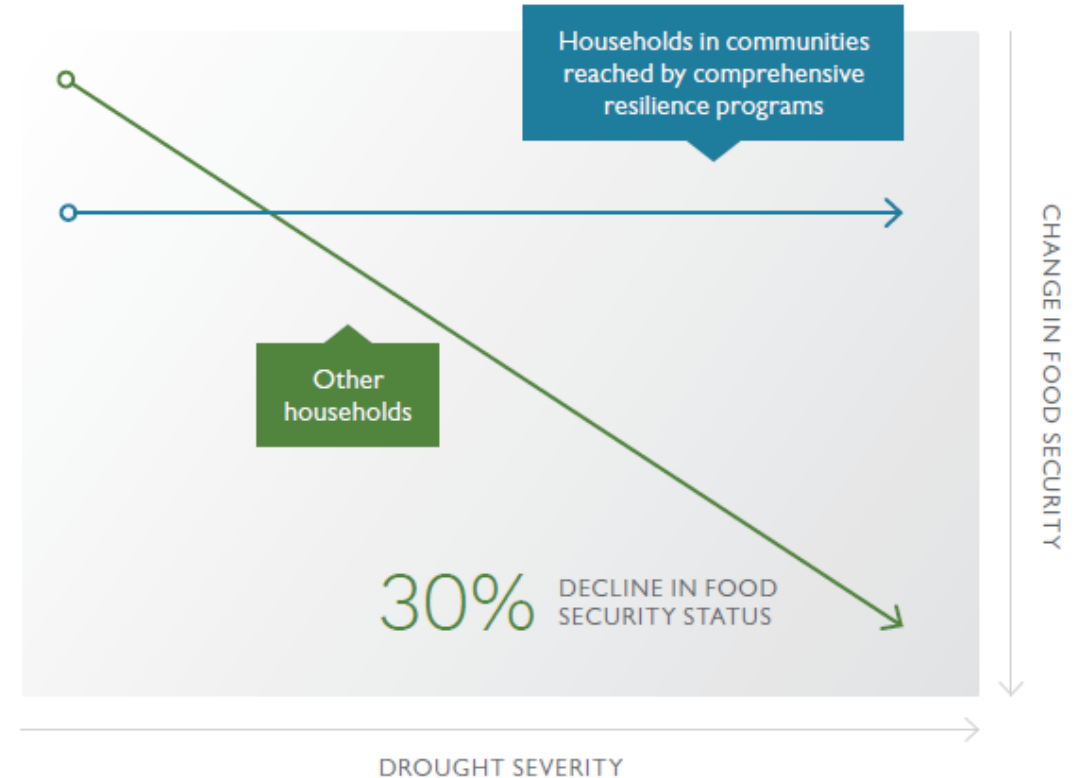 Households in communities
reached by comprehensive
resilience programs
Other
households
30%
DECLINE IN FOOD
SECURITY STATUS
CHANGE IN FOOD SECURITY
DROUGHT SEVERITY